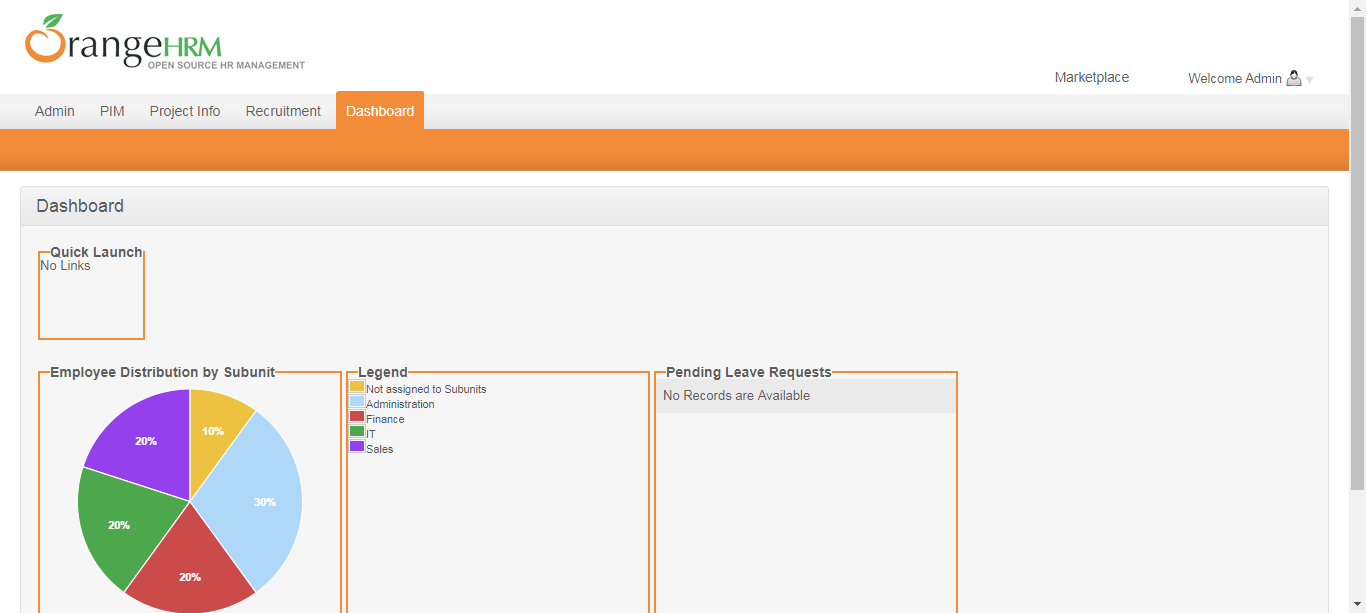 OrangeHRM
OPEN SOURCE HR MANAGEMENT
Marketplace
Welcome Admin
Admin
PIM
Project Info
Recruitment
Dashboard
Dashboard
Quick Launch
No Links
Employee Distribution by Subunit
10%
30%
20%
20%
20%
Legend
Not assigned to Subunits
Administration
Finance
IT
Sales
Pending Leave Requests
No Records are Available